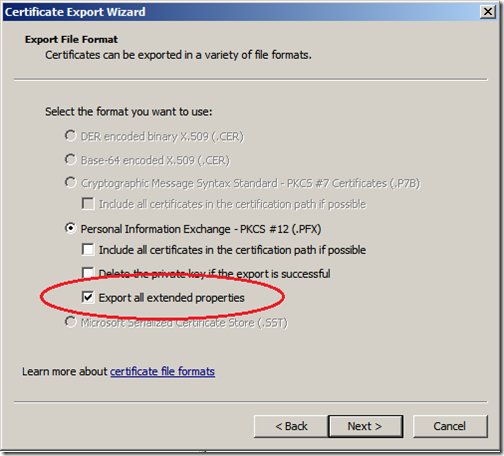 Certificate Export Wizard
Export File Format
Certificates can be exported in a variety of file formats.
Select the format you want to use:
DER encoded binary X.509 (.CER)
Base-64 encoded X.509 (.CER)
Cryptographic Message Syntax Standard - PKCS #7 Certificates (.P7B)
Include all certificates in the certification path if possible
Personal Information Exchange - PKCS #12 (.PFX)
Include all certificates in the certification path if possible
Delete the private key if the export is successful
Export all extended properties
Microsoft Serialized Certificate Store (.SST)
Learn more about certificate file formats
< Back
Next >
Cancel